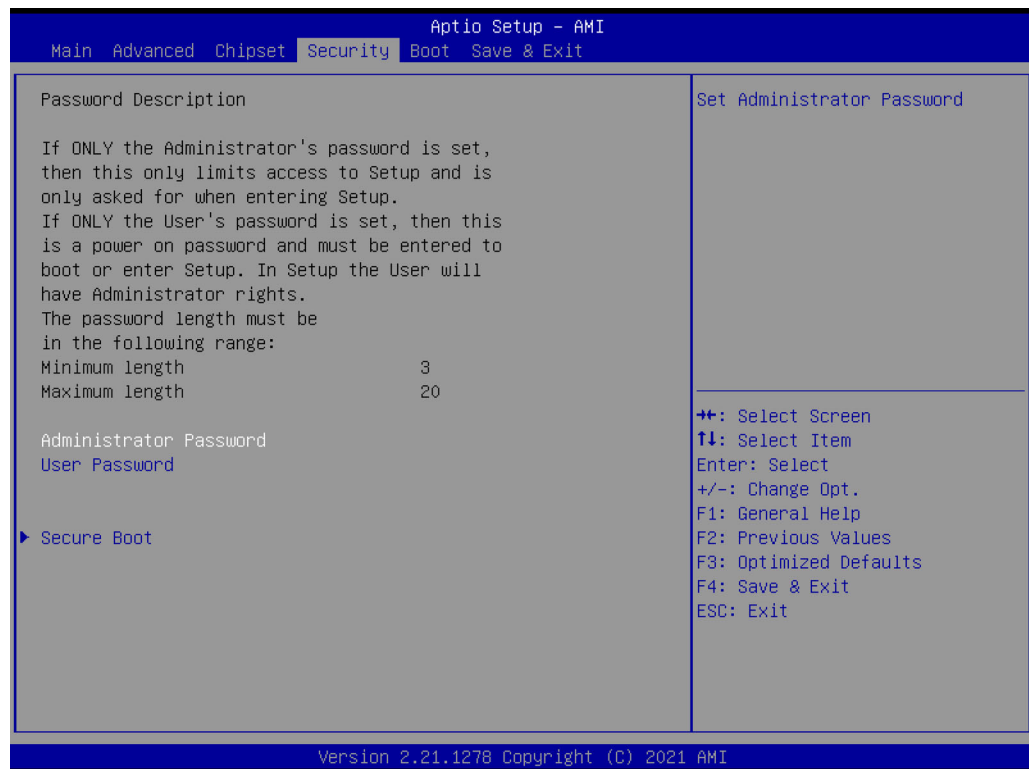 Aptio Setup – AMI
Main Advanced Chipset Security Boot Save & Exit
Password Description
If ONLY the Administrator's password is set,
then this only limits access to Setup and is
only asked for when entering Setup.
If ONLY the User's password is set, then this
is a power on password and must be entered to
boot or enter Setup. In Setup the User will
have Administrator rights.
The password length must be
in the following range:
Minimum length 3
Maximum length 20
Administrator Password
User Password
Secure Boot
Set Administrator Password
→←: Select Screen
↑↓: Select Item
Enter: Select
+/-: Change Opt.
F1: General Help
F2: Previous Values
F3: Optimized Defaults
F4: Save & Exit
ESC: Exit
Version 2.21.1278 Copyright (C) 2021 AMI